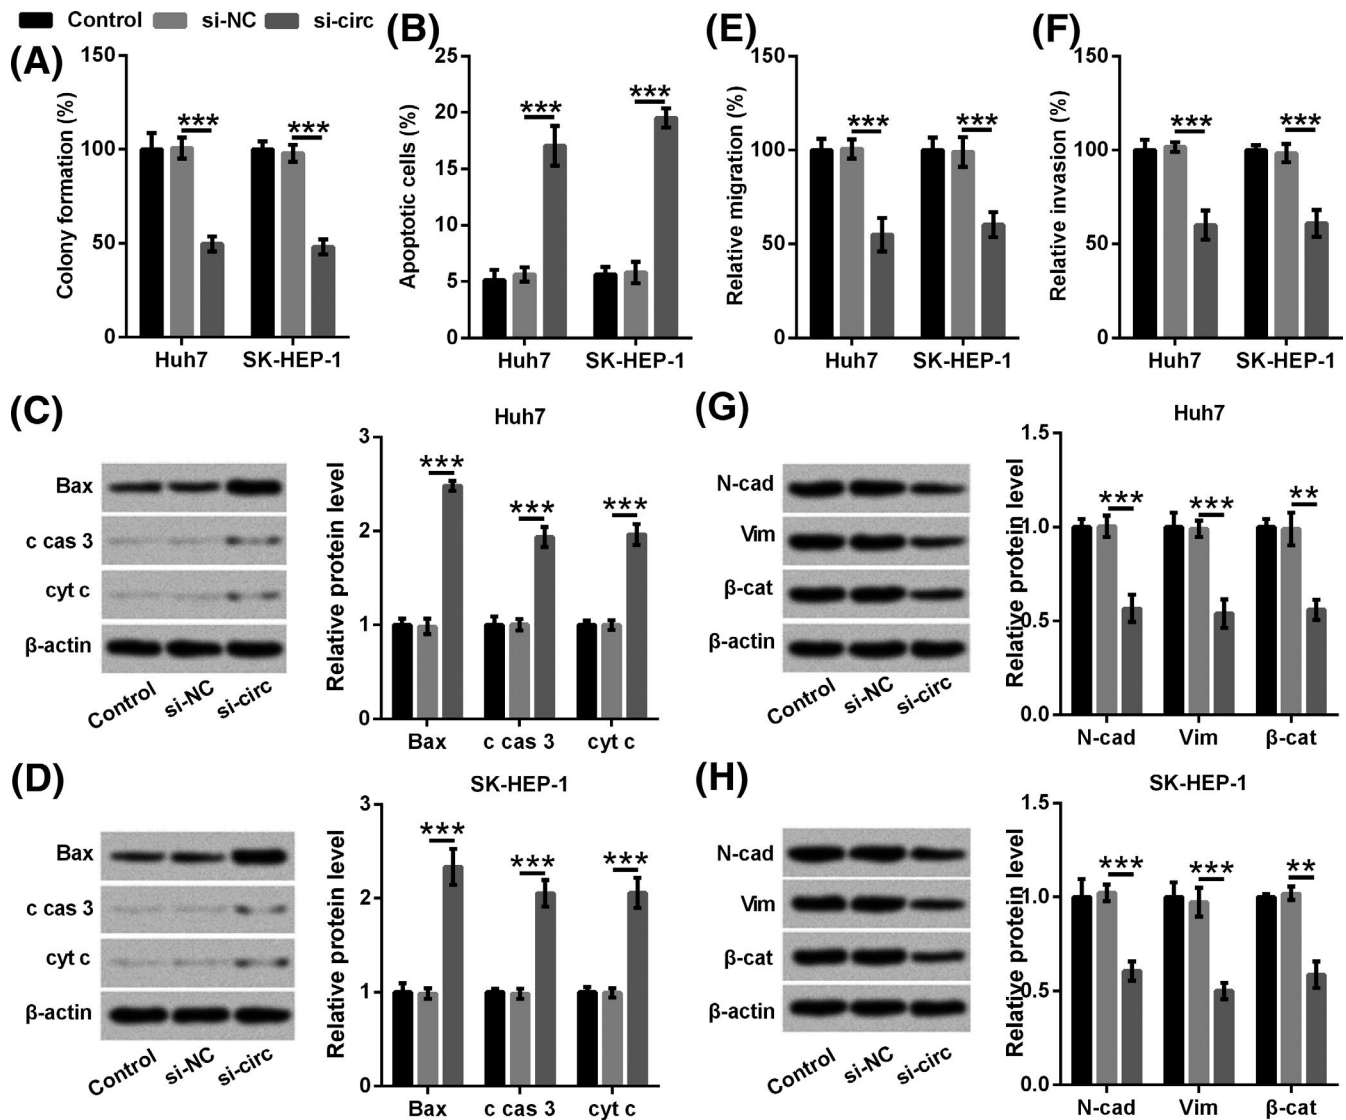 Control si-NC si-circ
(A)
Colony formation (%)
150
100
50
0
***
***
Huh7 SK-HEP-1
(B)
Apoptotic cells (%)
25
20
15
10
5
0
***
***
Huh7 SK-HEP-1
(E)
Relative migration (%)
150
100
50
0
***
***
Huh7 SK-HEP-1
(F)
Relative invasion (%)
150
100
50
0
***
***
Huh7 SK-HEP-1
(C)
Bax
c cas 3
cyt c
β-actin
Control si-NC si-circ
Huh7
Relative protein level
3
2
1
0
***
***
***
Bax c cas 3 cyt c
(G)
N-cad
Vim
β-cat
β-actin
Control si-NC si-circ
Huh7
Relative protein level
1.5
1.0
0.5
0.0
***
***
**
N-cad Vim β-cat
(D)
Bax
c cas 3
cyt c
β-actin
Control si-NC si-circ
SK-HEP-1
Relative protein level
3
2
1
0
***
***
***
Bax c cas 3 cyt c
(H)
N-cad
Vim
β-cat
β-actin
Control si-NC si-circ
SK-HEP-1
Relative protein level
1.5
1.0
0.5
0.0
***
***
**
N-cad Vim β-cat